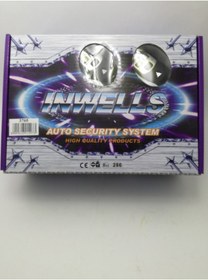 INWELLS
AUTO SECURITY SYSTEM
HIGH QUALITY PRODUCTS
CE